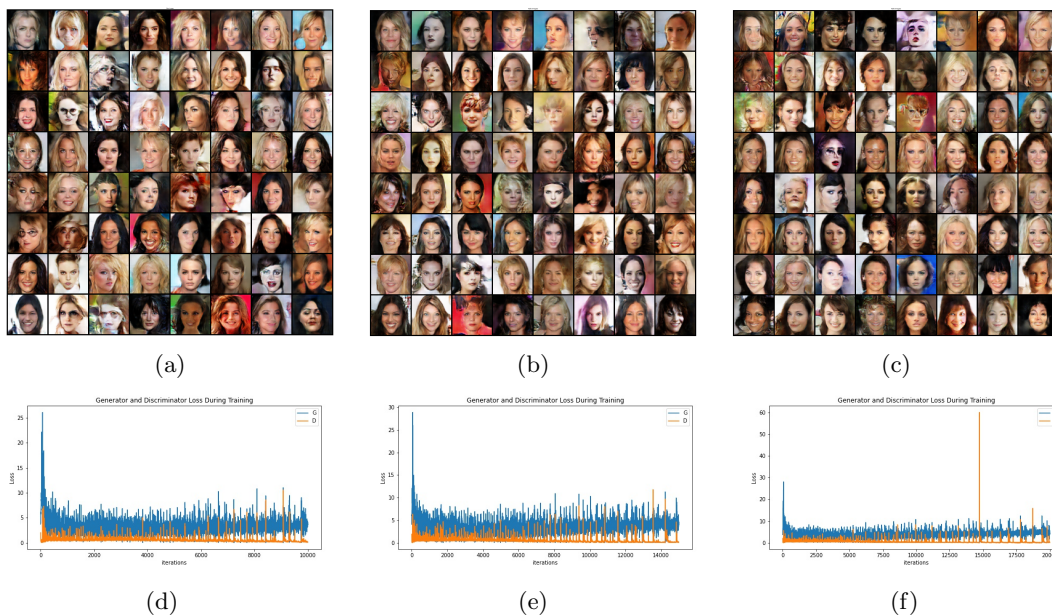 (a)
(b)
(c)
Generator and Discriminator Loss During Training
G
D
25
20
15
10
5
0
Loss
0
2000
4000
6000
8000
10000
iterations
Generator and Discriminator Loss During Training
G
D
30
25
20
15
10
5
0
Loss
0
2000
4000
6000
8000
10000
12000
14000
iterations
Generator and Discriminator Loss During Training
60
50
40
30
20
10
0
Loss
0
2500
5000
7500
10000
12500
15000
17500
2000
iterations
(d)
(e)
(f)